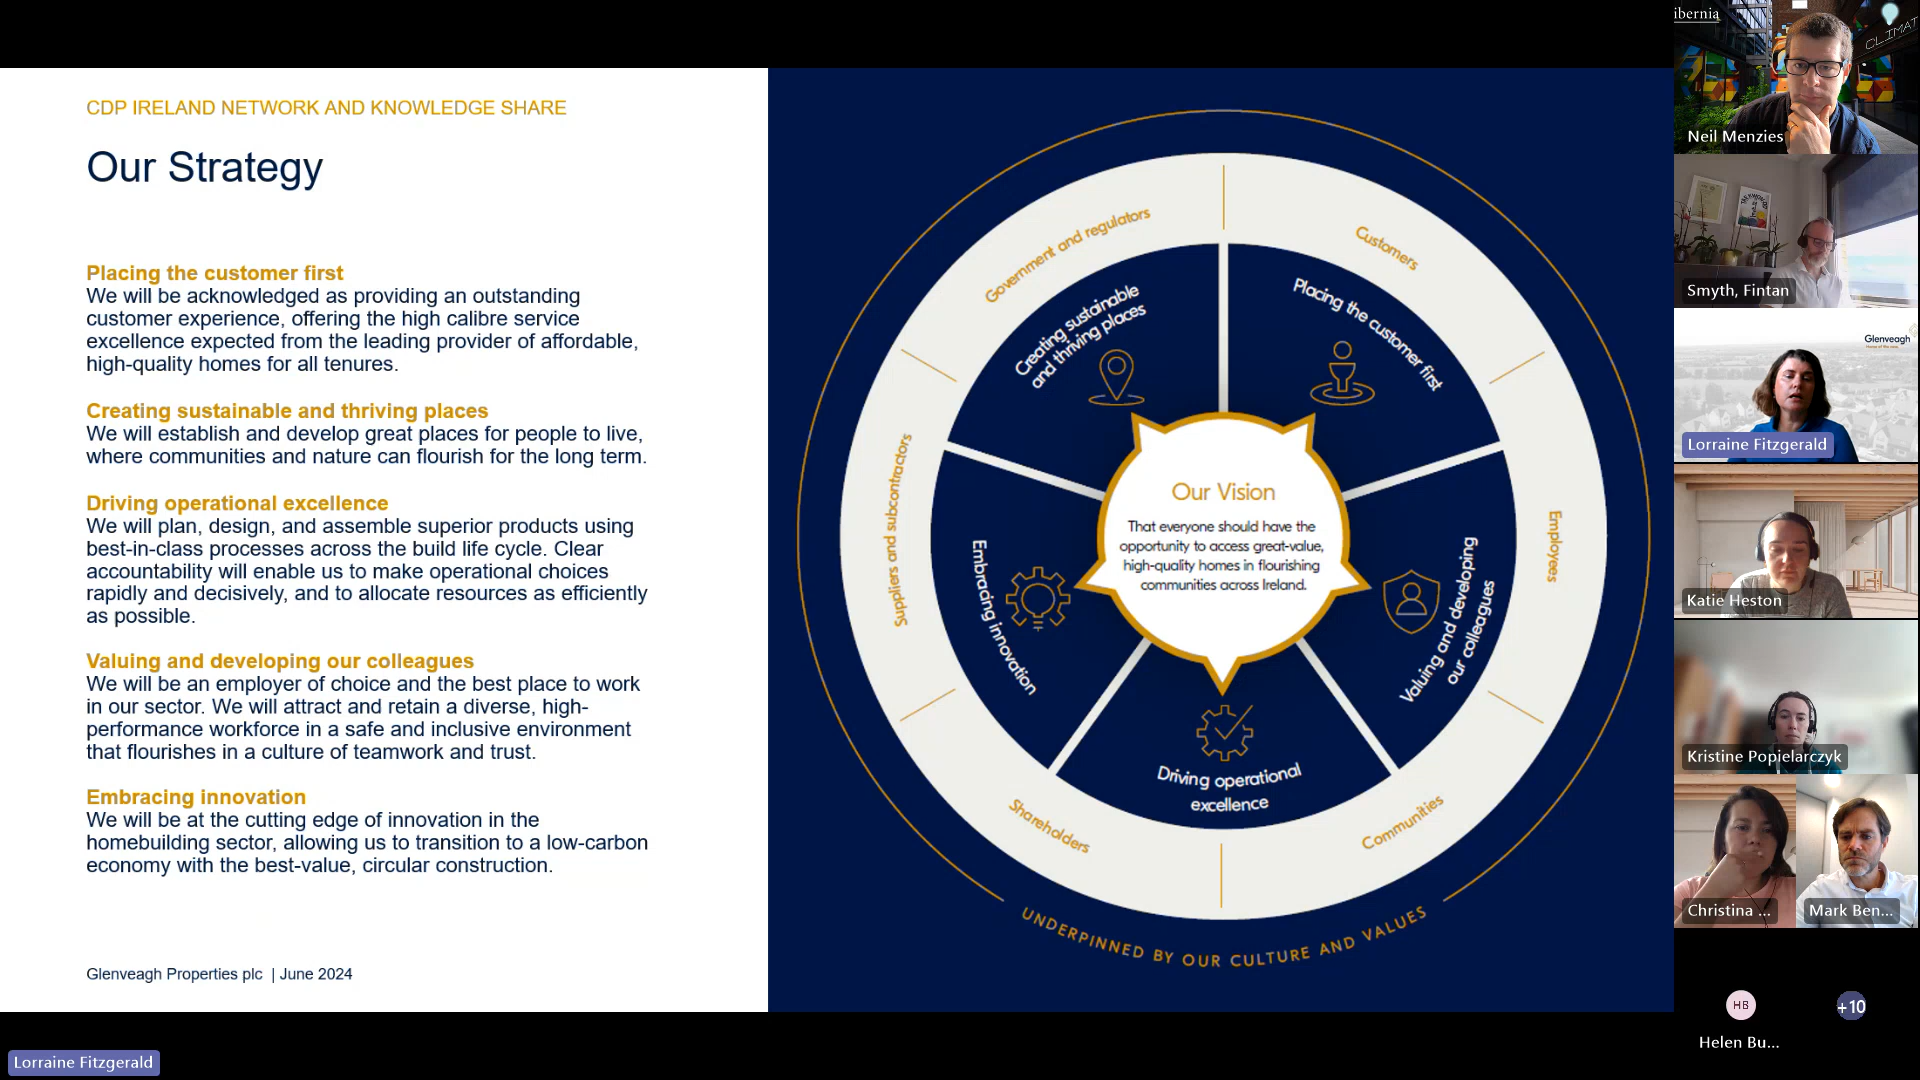 CDP IRELAND NETWORK AND KNOWLEDGE SHARE
Our Strategy
Placing the customer first
We will be acknowledged as providing an outstanding
customer experience, offering the high calibre service
excellence expected from the leading provider of affordable,
high-quality homes for all tenures.
Creating sustainable and thriving places
We will establish and develop great places for people to live,
where communities and nature can flourish for the long term.
Driving operational excellence
We will plan, design, and assemble superior products using
best-in-class processes across the build life cycle. Clear
accountability will enable us to make operational choices
rapidly and decisively, and to allocate resources as efficiently
as possible.
Valuing and developing our colleagues
We will be an employer of choice and the best place to work
in our sector. We will attract and retain a diverse, high-
performance workforce in a safe and inclusive environment
that flourishes in a culture of teamwork and trust.
Embracing innovation
We will be at the cutting edge of innovation in the
homebuilding sector, allowing us to transition to a low-carbon
economy with the best-value, circular construction.
Glenveagh Properties plc | June 2024
Government and regulators
Customers
Employees
Communities
Shareholders
Suppliers and subcontractors
Creating sustainable
and thriving places
Placing the customer first
Valuing and developing
our colleagues
Driving operational
excellence
Embracing innovation
Our Vision
That everyone should have the
opportunity to access great-value,
high-quality homes in flourishing
communities across Ireland.
UNDERPINNED BY OUR CULTURE AND VALUES
ibernia
CLIMAT
Neil Menzies
Smyth, Fintan
Glenveagh
Lorraine Fitzgerald
Katie Heston
Kristine Popielarczyk
Christina ...
Mark Ben...
HB
+10
Helen Bu...
Lorraine Fitzgerald